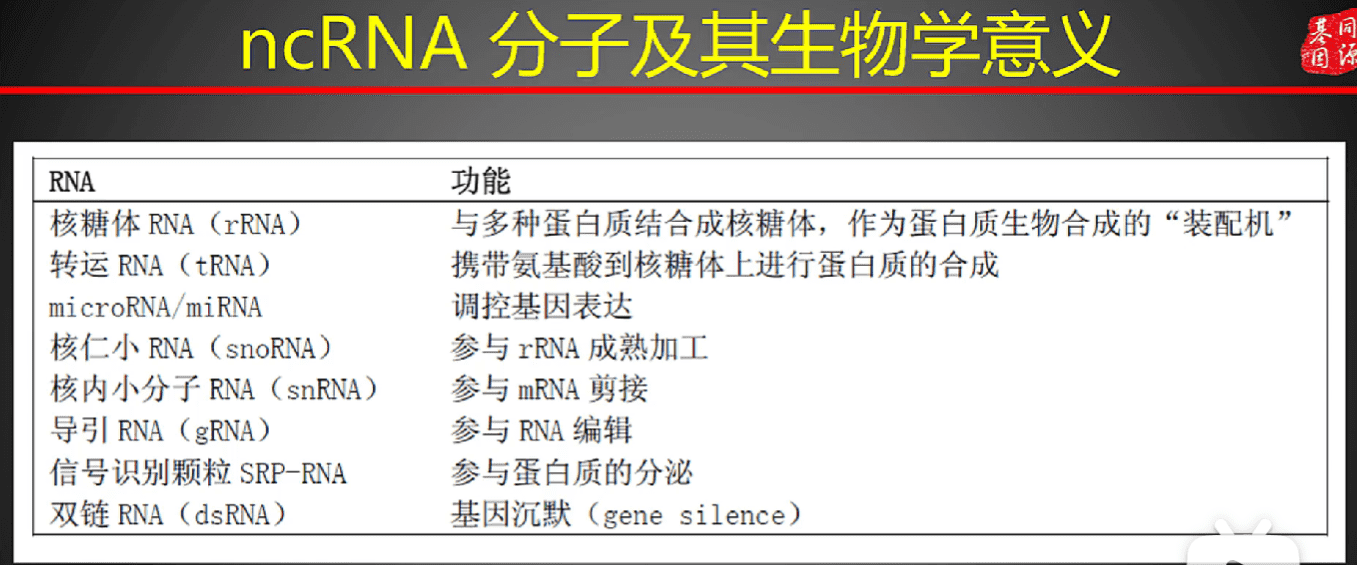 ncRNA 分子及其生物学意义
基因
同源
RNA 功能
核糖体 RNA（rRNA） 与多种蛋白质结合成核糖体，作为蛋白质生物合成的“装配机”
转运 RNA（tRNA） 携带氨基酸到核糖体上进行蛋白质的合成
microRNA/miRNA 调控基因表达
核仁小 RNA（snoRNA） 参与 rRNA 成熟加工
核内小分子 RNA（snRNA） 参与 mRNA 剪接
导引 RNA（gRNA） 参与 RNA 编辑
信号识别颗粒 SRP-RNA 参与蛋白质的分泌
双链 RNA（dsRNA） 基因沉默（gene silence）